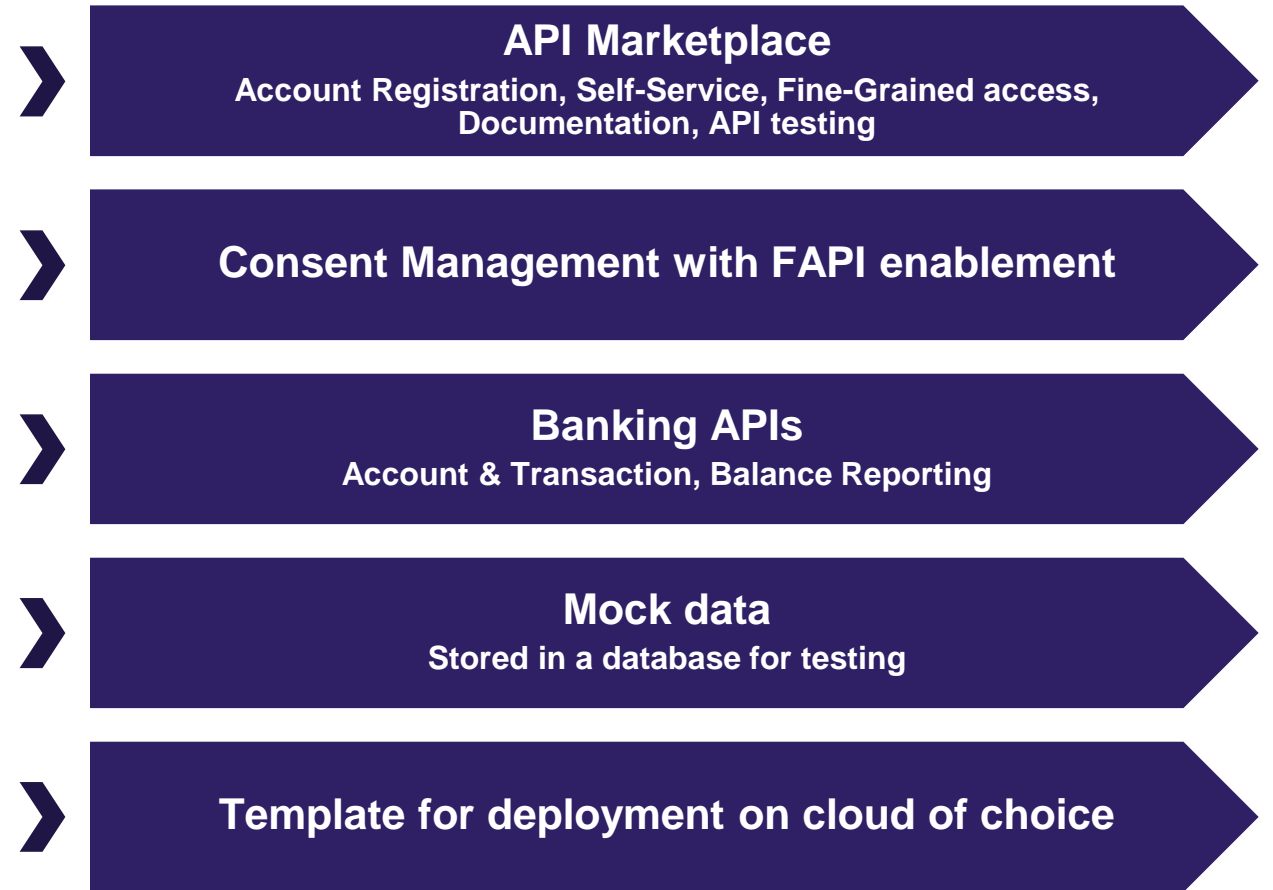 API Marketplace
Account Registration, Self-Service, Fine-Grained access,
Documentation, API testing
Consent Management with FAPI enablement
Banking APIs
Account & Transaction, Balance Reporting
Mock data
Stored in a database for testing
Template for deployment on cloud of choice